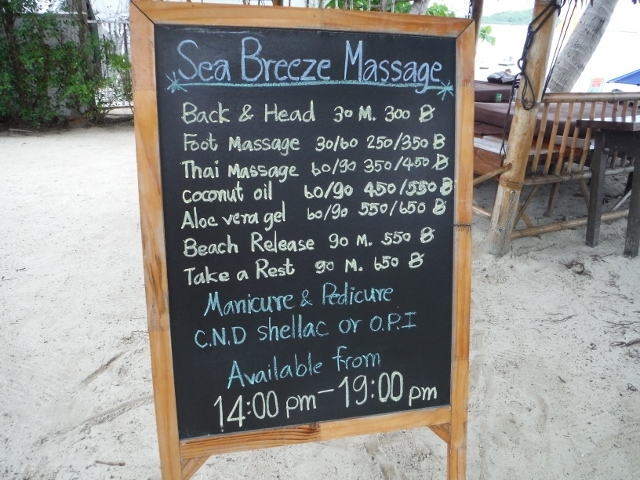 Sea Breeze Massage
Back & Head 30 M. 300 ฿
Foot Massage 30/60 250/350 ฿
Thai Massage 60/90 350/450 ฿
coconut oil 60/90 450/550 ฿
Aloe vera gel 60/90 550/650 ฿
Beach Release 90 M. 550 ฿
Take a Rest 90 M. 650 ฿
Manicure & Pedicure
C.N.D shellac or O.P.I
Available from
14:00 pm - 19:00 pm